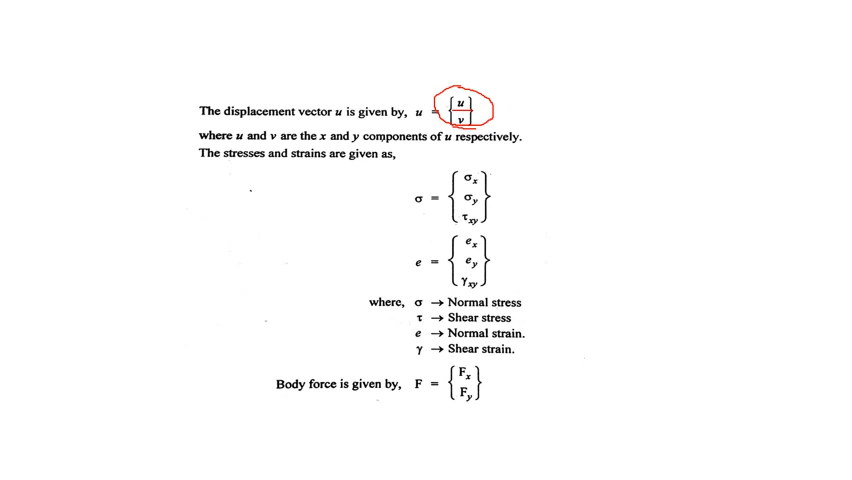 The displacement vector u is given by, u = { u
v }
where u and v are the x and y components of u respectively.
The stresses and strains are given as,
σ = { σx
σy
τxy }
e = { ex
ey
γxy }
where, σ → Normal stress
τ → Shear stress
e → Normal strain.
γ → Shear strain.
Body force is given by, F = { Fx
Fy }